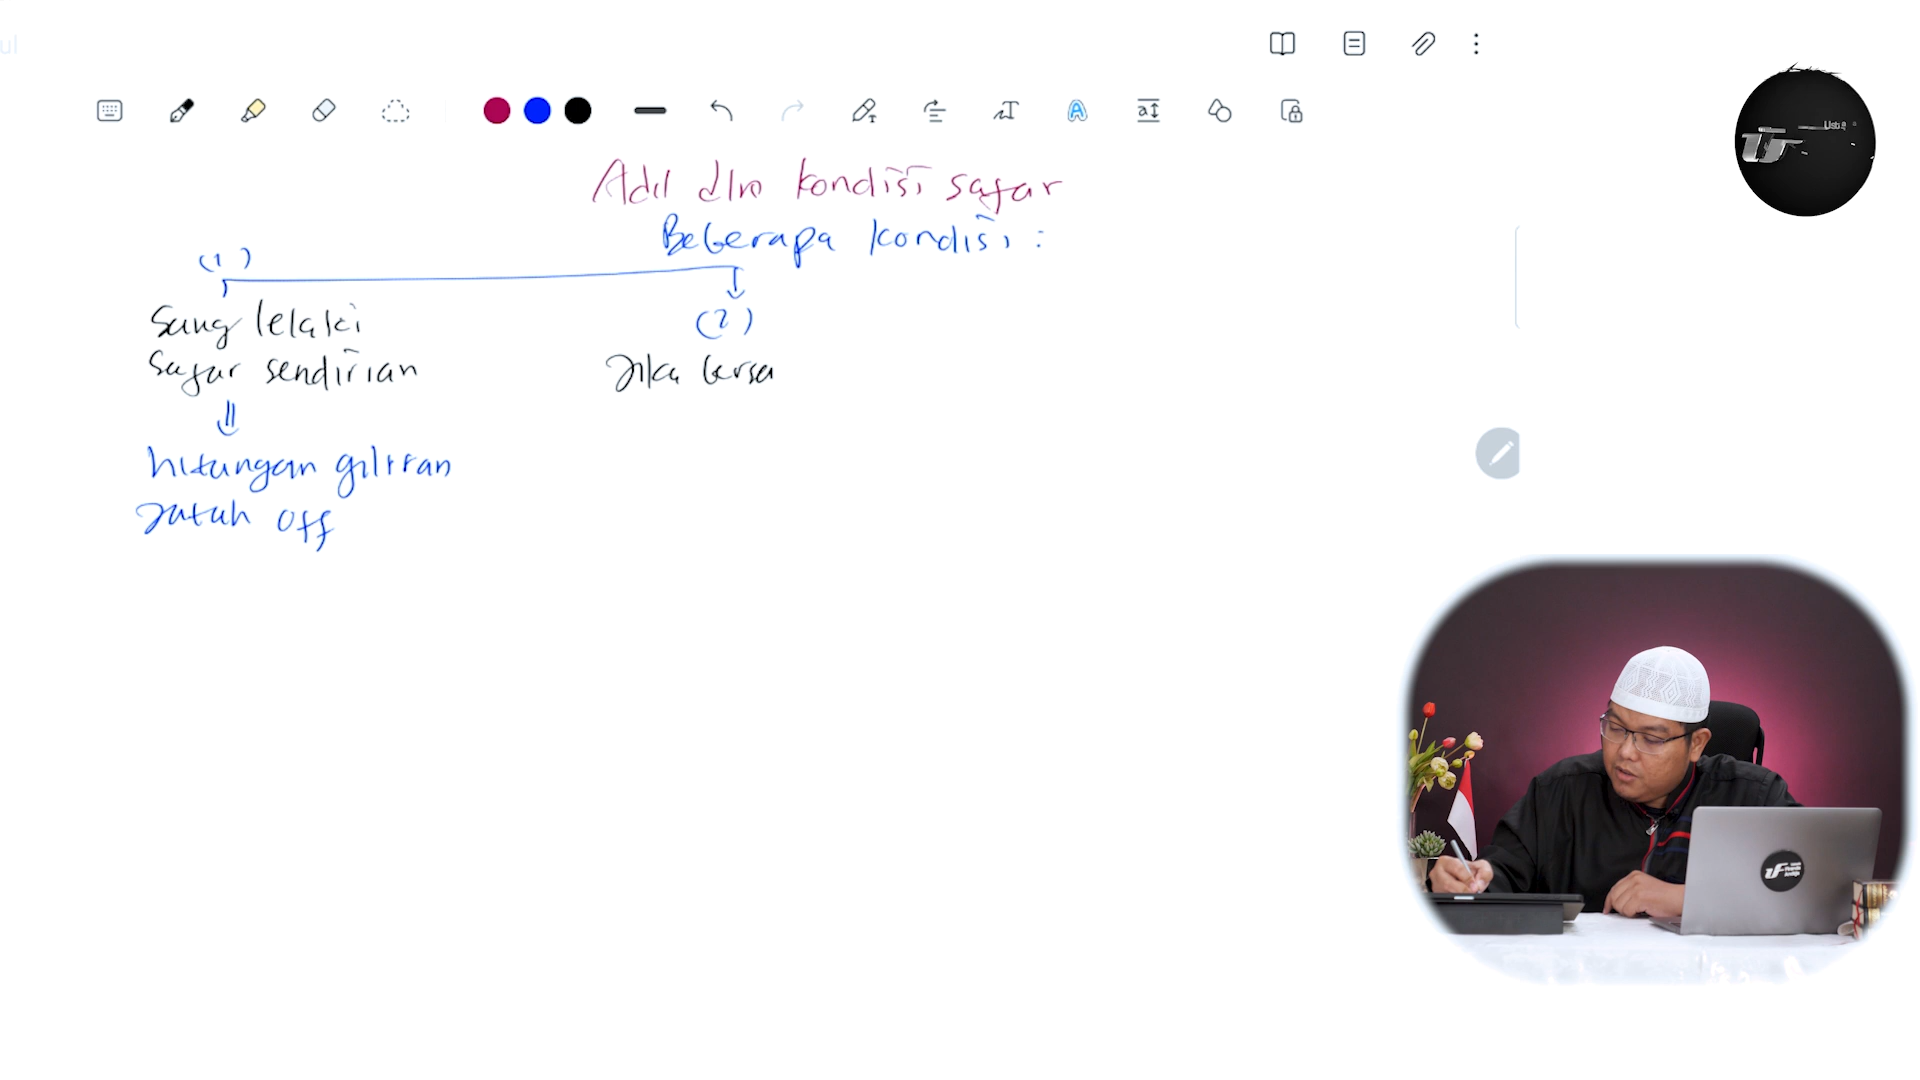 Adil dlm kondisi safar
Beberapa kondisi :
(1)
Sang lelaki
Safar sendirian
hitungan giliran
Jatuh off
(2)
Jika bersa